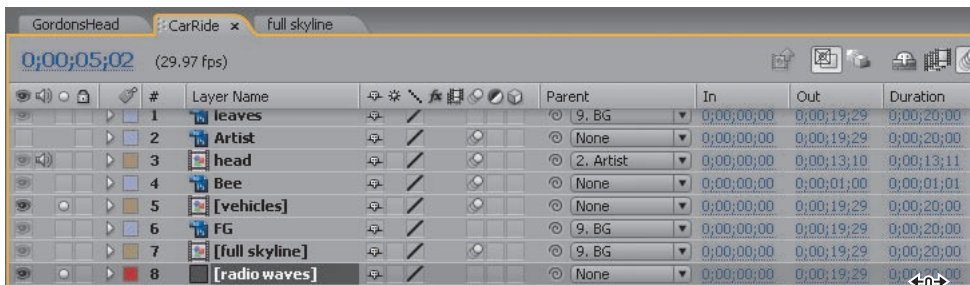 GordonsHead CarRide × full skyline
0;00;05;02 (29.97 fps)
# Layer Name fx Parent In Out Duration
1 leaves 9. BG 0;00;00;00 0;00;19;29 0;00;20;00
2 Artist None 0;00;00;00 0;00;19;29 0;00;20;00
3 head 2. Artist 0;00;00;00 0;00;13;10 0;00;13;11
4 Bee None 0;00;00;00 0;00;01;00 0;00;01;01
5 [vehicles] None 0;00;00;00 0;00;19;29 0;00;20;00
6 FG 9. BG 0;00;00;00 0;00;19;29 0;00;20;00
7 [full skyline] 9. BG 0;00;00;00 0;00;19;29 0;00;20;00
8 [radio waves] None 0;00;00;00 0;00;19;29